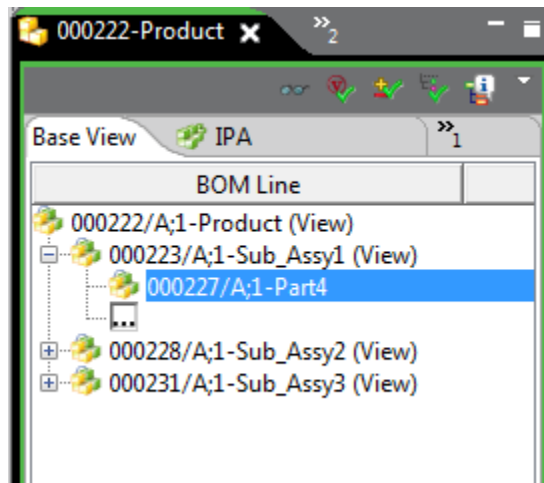 000222-Product
»2
Base View
IPA
»1
BOM Line
000222/A;1-Product (View)
000223/A;1-Sub_Assy1 (View)
000227/A;1-Part4
...
000228/A;1-Sub_Assy2 (View)
000231/A;1-Sub_Assy3 (View)